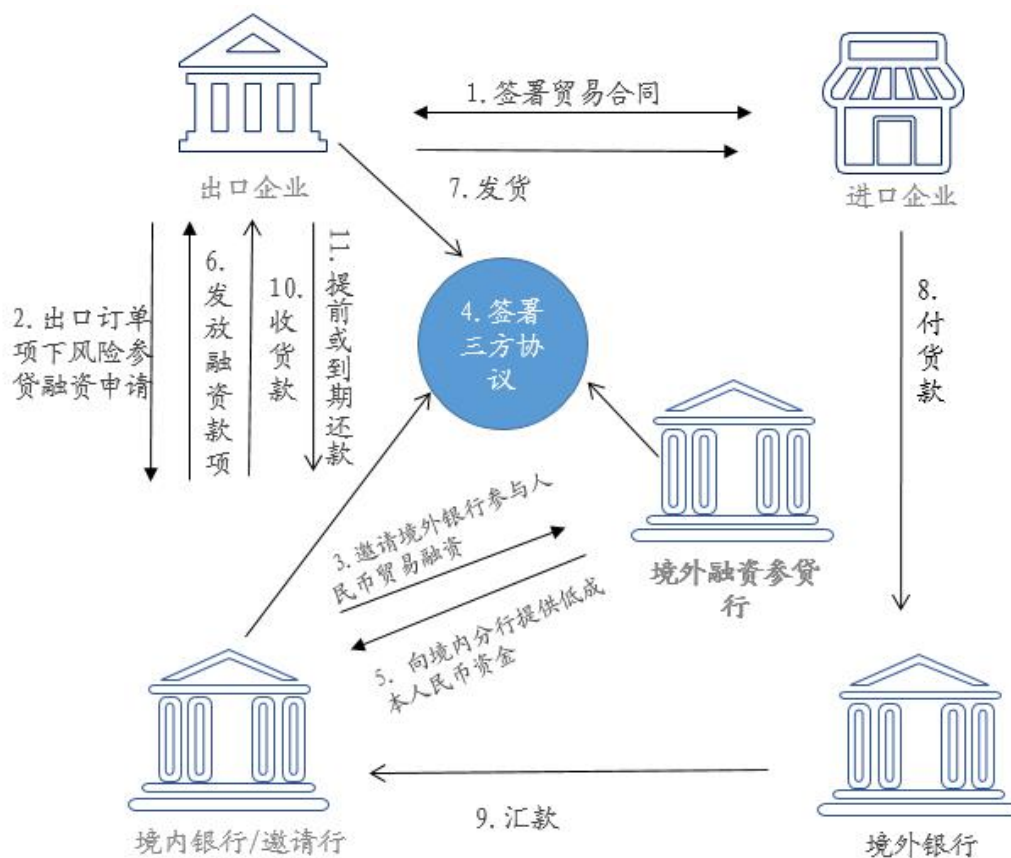 1.签署贸易合同
7.发货
出口企业
进口企业
2.出口订单
项下风险参
贷融资申请
6.发放融资款项
10.收货款
11.提前或到期还款
4.签署
三方协
议
8.付货款
3.邀请境外银行参与人
民币贸易融资
境外融资参贷
行
5. 向境内分行提供低成
本人民币资金
9.汇款
境内银行/邀请行
境外银行